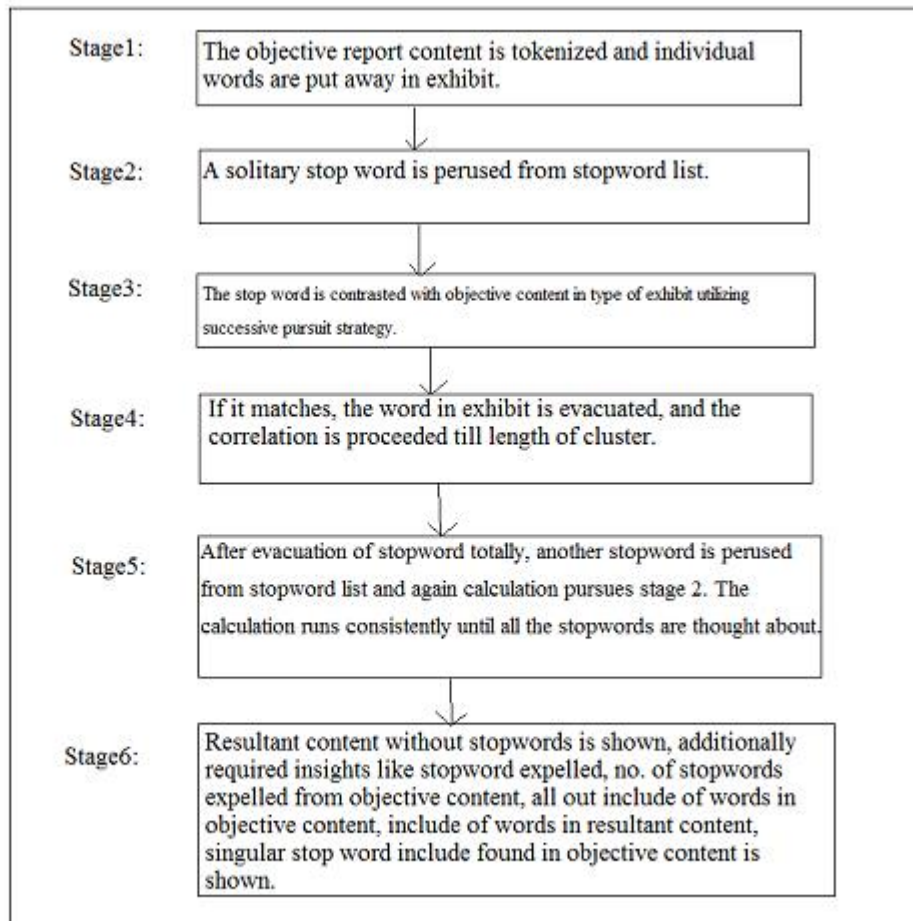 Stage1:
The objective report content is tokenized and individual
words are put away in exhibit.
Stage2:
A solitary stop word is perused from stopword list.
Stage3:
The stop word is contrasted with objective content in type of exhibit utilizing
successive pursuit strategy.
Stage4:
If it matches, the word in exhibit is evacuated, and the
correlation is proceeded till length of cluster.
Stage5:
After evacuation of stopword totally, another stopword is perused
from stopword list and again calculation pursues stage 2. The
calculation runs consistently until all the stopwords are thought about.
Stage6:
Resultant content without stopwords is shown, additionally
required insights like stopword expelled, no. of stopwords
expelled from objective content, all out include of words in
objective content, include of words in resultant content,
singular stop word include found in objective content is
shown.